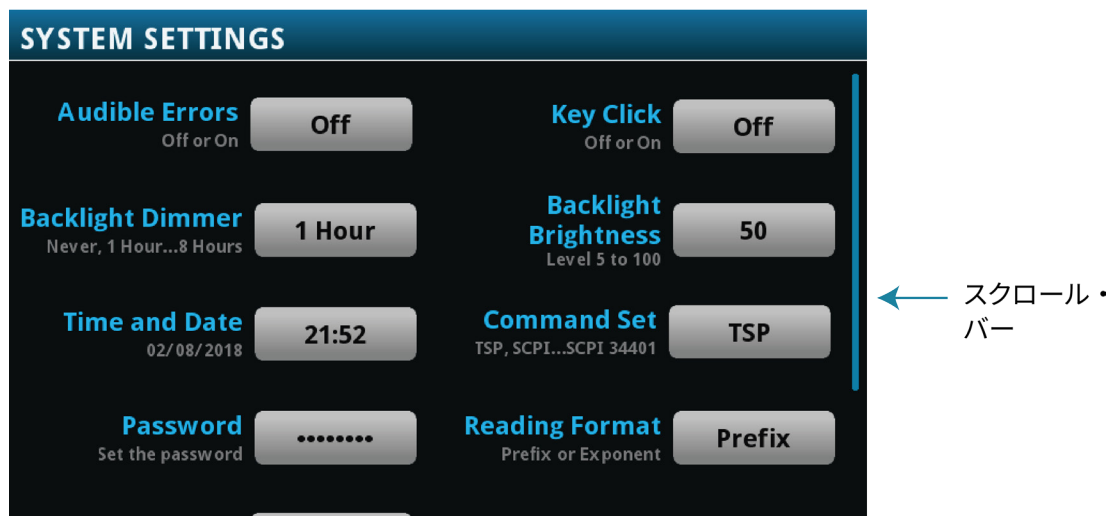 SYSTEM SETTINGS
Audible Errors
Off or On
Off
Key Click
Off or On
Off
Backlight Dimmer
Never, 1 Hour...8 Hours
1 Hour
Backlight
Brightness
Level 5 to 100
50
Time and Date
02/08/2018
21:52
Command Set
TSP, SCPI...SCPI 34401
TSP
Password
Set the password
••••••••
Reading Format
Prefix or Exponent
Prefix
スクロール・
バー